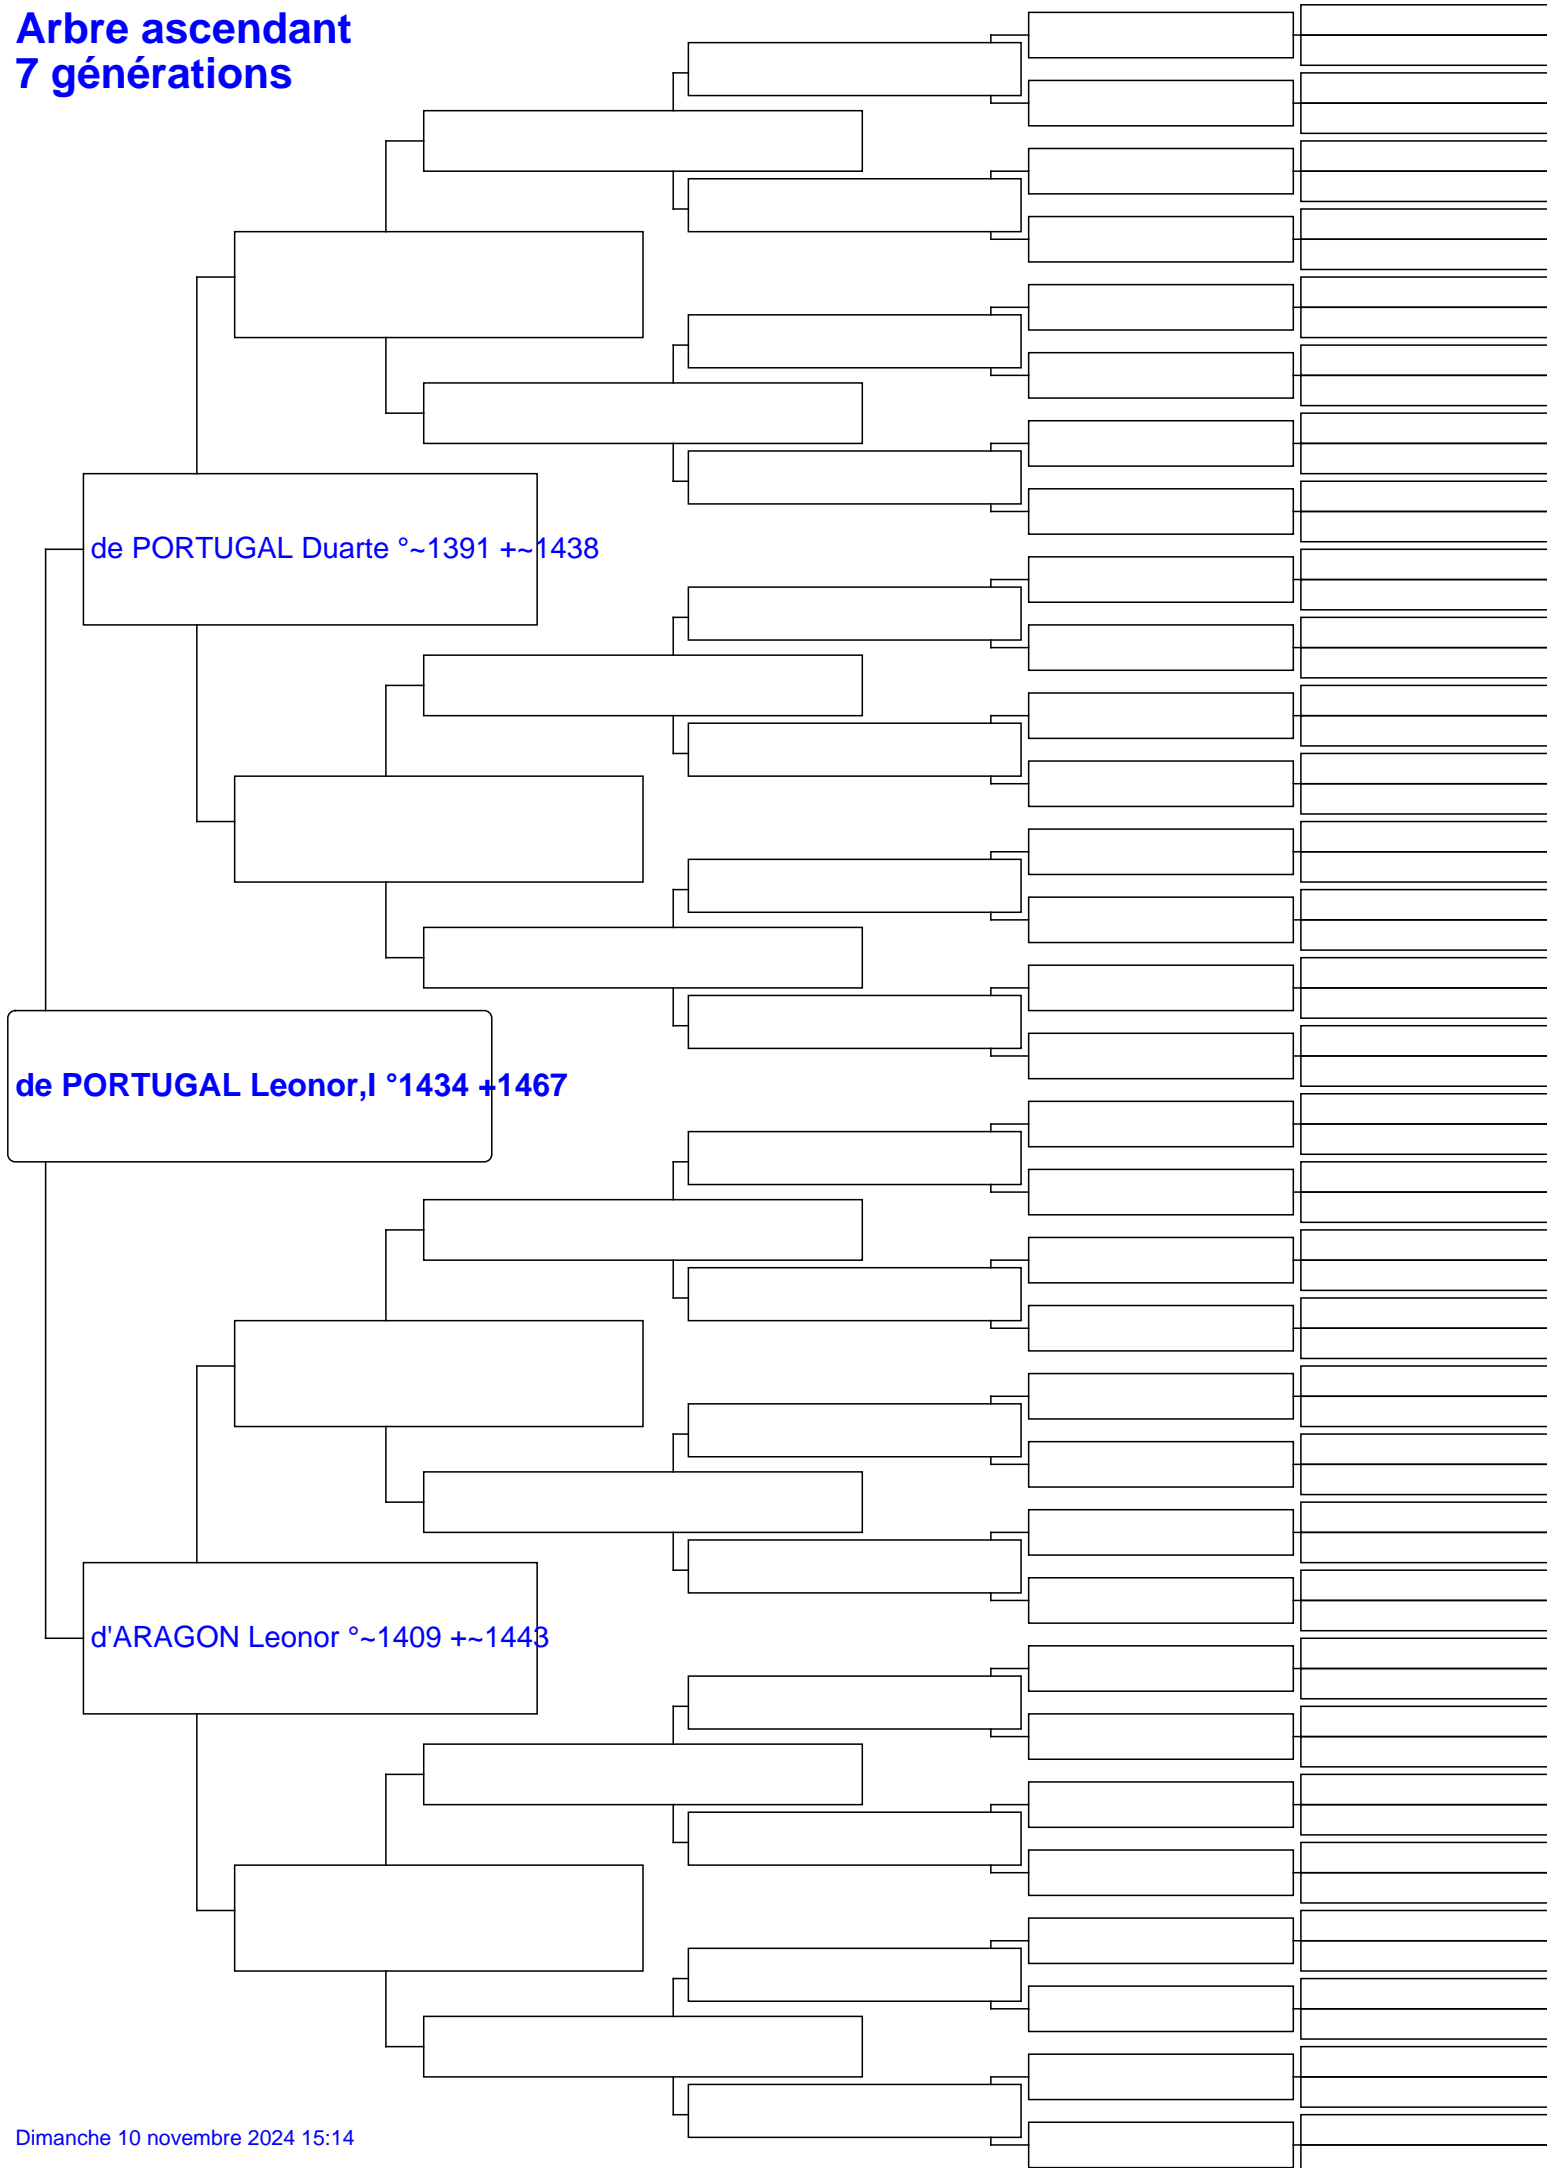 Arbre ascendant
7 générations
de PORTUGAL Duarte °~1391 +~1438
de PORTUGAL Leonor,I °1434 +1467
d'ARAGON Leonor °~1409 +~1443
Dimanche 10 novembre 2024 15:14